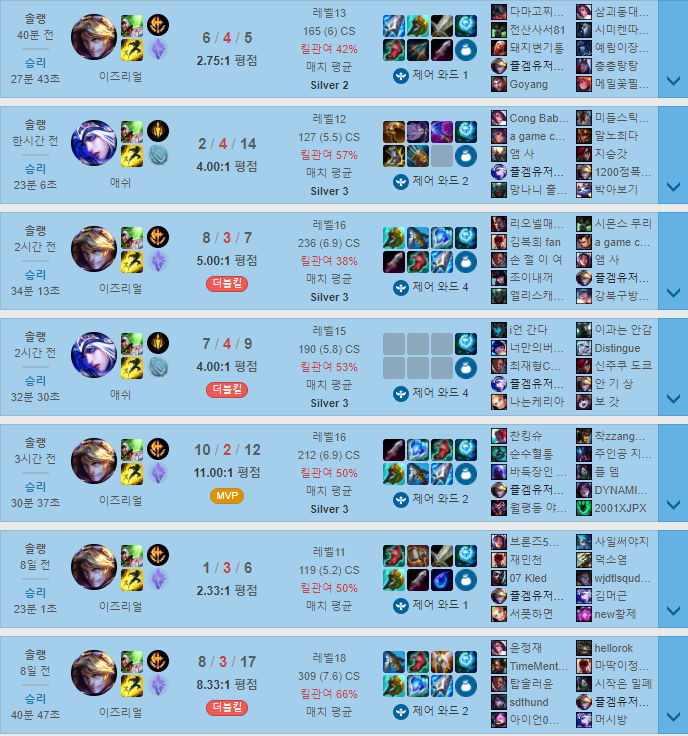 솔랭
40분 전
승리
27분 43초
이즈리얼
6 / 4 / 5
2.75:1 평점
레벨13
165 (6) CS
킬관여 42%
매치 평균
Silver 2
제어 와드 1
다마고찌...
전산사서81
돼지변기통
플겜유저...
Goyang
삼괴동대...
시미켄따...
예림이장...
층층탕탕
메밀꽃필...
솔랭
한시간 전
승리
23분 6초
애쉬
2 / 4 / 14
4.00:1 평점
레벨12
127 (5.5) CS
킬관여 57%
매치 평균
Silver 3
제어 와드 2
Cong Bab...
a game c...
앰 사
플겜유저...
망나니 홀...
미들스틱...
말노최다
지승갓
1200점폭...
박아보기
솔랭
2시간 전
승리
34분 13초
이즈리얼
8 / 3 / 7
5.00:1 평점
더블킬
레벨16
236 (6.9) CS
킬관여 38%
매치 평균
Silver 3
제어 와드 4
리오넬매...
김복희 fan
손 절 이 여
조이내꺼
엘리스캐...
시몬스 무리
a game c...
앰 사
플겜유저...
강북구방...
솔랭
2시간 전
승리
32분 30초
애쉬
7 / 4 / 9
4.00:1 평점
더블킬
레벨15
190 (5.8) CS
킬관여 53%
매치 평균
Silver 3
제어 와드 4
i언 간다
너만의버...
최재형C...
플겜유저...
나는케리아
이과는 안감
Distingue
신주쿠 도쿄
안 기 상
보 갓
솔랭
3시간 전
승리
30분 37초
이즈리얼
10 / 2 / 12
11.00:1 평점
MVP
레벨16
212 (6.9) CS
킬관여 50%
매치 평균
Silver 3
제어 와드 2
찬킹슈
순수혈통
바둑장인 ...
플겜유저...
월평동 야...
착zzang...
주인공 지...
플 뎀
DYNAMI...
2001XJPX
솔랭
8일 전
승리
23분 1초
이즈리얼
1 / 3 / 6
2.33:1 평점
레벨11
119 (5.2) CS
킬관여 50%
매치 평균
제어 와드 1
브론즈5...
재민천
07 Kled
플겜유저...
서폿하면
사일써야지
덕소염
wjdtlsqud...
김머근
new황제
솔랭
8일 전
승리
40분 47초
이즈리얼
8 / 3 / 17
8.33:1 평점
더블킬
레벨18
309 (7.6) CS
킬관여 66%
매치 평균
제어 와드 2
윤정재
TimeMent...
탑솔러윤
sdthund
아이언0...
hellorok
마딱이정...
시작은 밀폐
플겜유저...
머시방